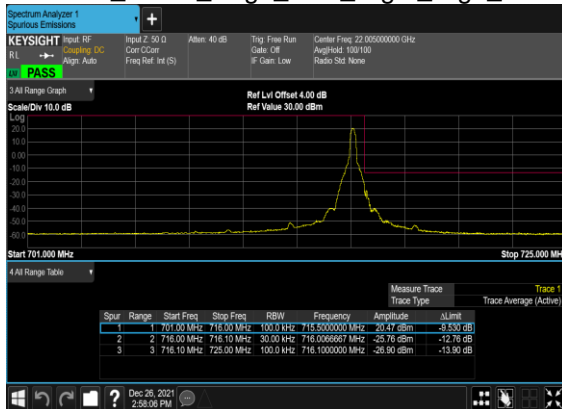 Spectrum Analyzer 1
Spurious Emissions
KEYSIGHT Input: RF Input Z: 50 Ω Atten: 40 dB Trig: Free Run Center Freq: 22.005000000 GHz
RL Coupling: DC Corr CCorr Gate: Off Avg|Hold: 100/100
Align: Auto Freq Ref: Int (S) IF Gain: Low Radio Std: None
PASS
3 All Range Graph
Ref Lvl Offset 4.00 dB
Scale/Div 10.0 dB Ref Value 30.00 dBm
Log
20.0
10.0
0.00
-10.0
-20.0
-30.0
-40.0
-50.0
-60.0
Start 701.000 MHz Stop 725.000 MH
4 All Range Table
Measure Trace Trace 1
Trace Type Trace Average (Active)
Spur Range Start Freq Stop Freq RBW Frequency Amplitude ΔLimit
1 1 701.00 MHz 716.00 MHz 100.0 kHz 715.5000000 MHz 20.47 dBm -9.530 dB
2 2 716.00 MHz 716.10 MHz 30.00 kHz 716.0066667 MHz -25.76 dBm -12.76 dB
3 3 716.10 MHz 725.00 MHz 100.0 kHz 716.1000000 MHz -26.90 dBm -13.90 dB
? Dec 26, 2021
2:58:06 PM